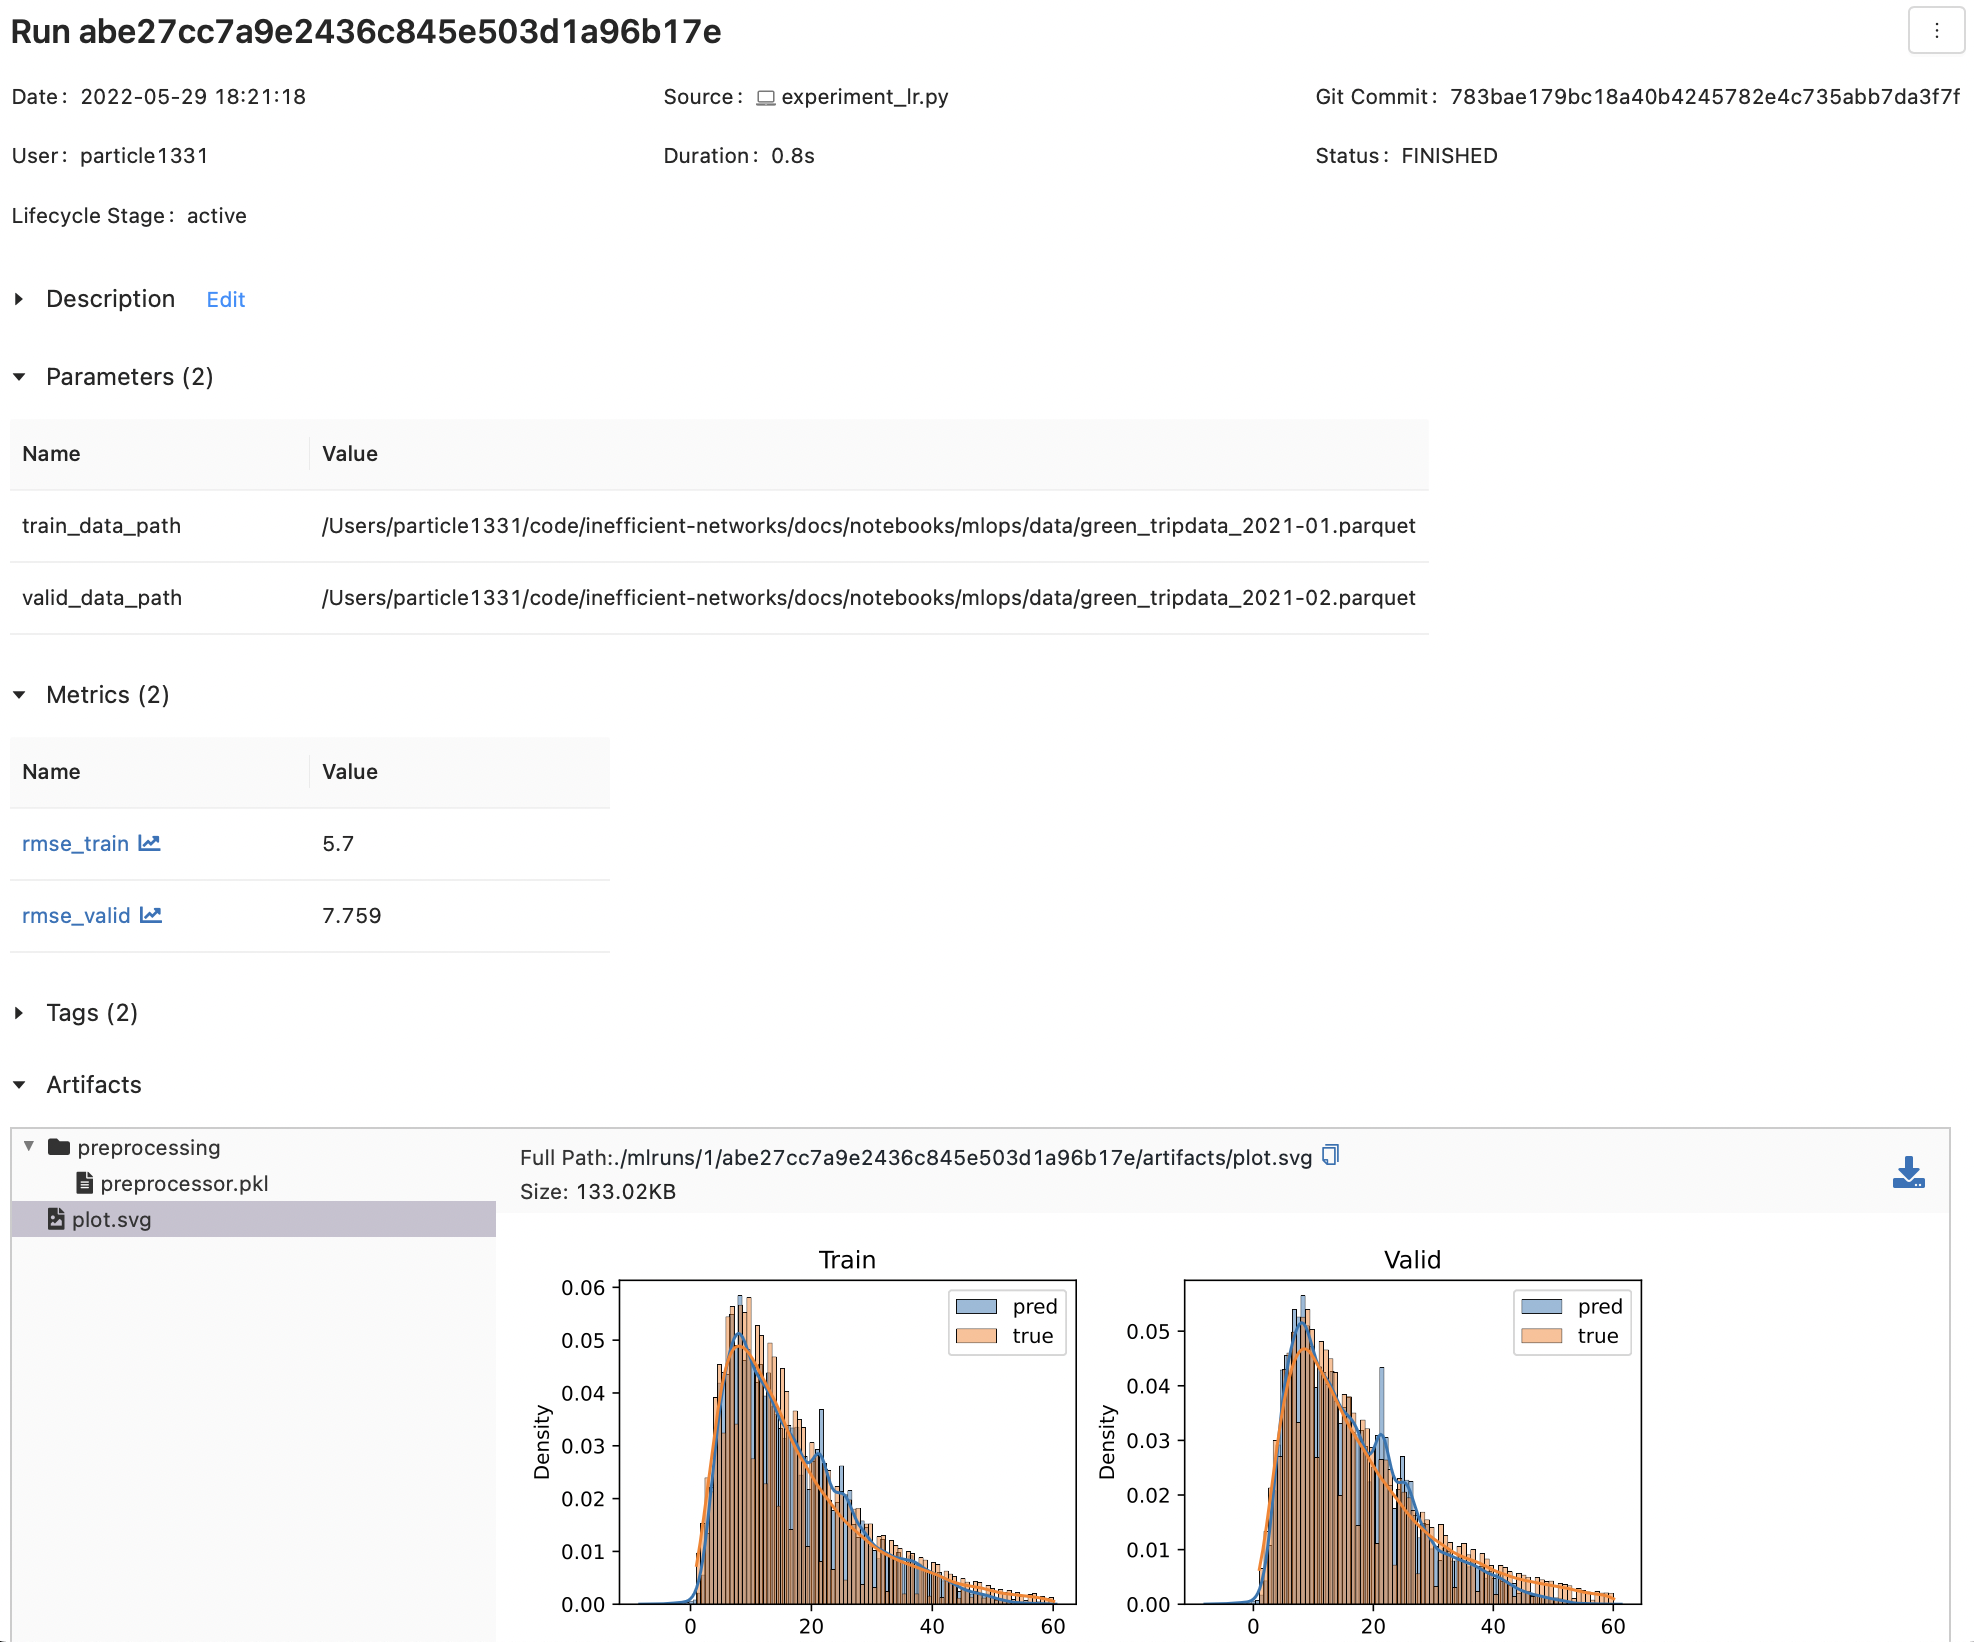 Run abe27cc7a9e2436c845e503d1a96b17e
Date: 2022-05-29 18:21:18
Source: experiment_lr.py
Git Commit: 783bae179bc18a40b4245782e4c735abb7da3f7f
User: particle1331
Duration: 0.8s
Status: FINISHED
Lifecycle Stage: active
Description Edit
Parameters (2)
Name Value
train_data_path /Users/particle1331/code/inefficient-networks/docs/notebooks/mlops/data/green_tripdata_2021-01.parquet
valid_data_path /Users/particle1331/code/inefficient-networks/docs/notebooks/mlops/data/green_tripdata_2021-02.parquet
Metrics (2)
Name Value
rmse_train 5.7
rmse_valid 7.759
Tags (2)
Artifacts
preprocessing
preprocessor.pkl
plot.svg
Full Path:./mlruns/1/abe27cc7a9e2436c845e503d1a96b17e/artifacts/plot.svg
Size: 133.02KB
Train
pred
true
Density
0.06
0.05
0.04
0.03
0.02
0.01
0.00
0 20 40 60
Valid
pred
true
Density
0.05
0.04
0.03
0.02
0.01
0.00
0 20 40 60